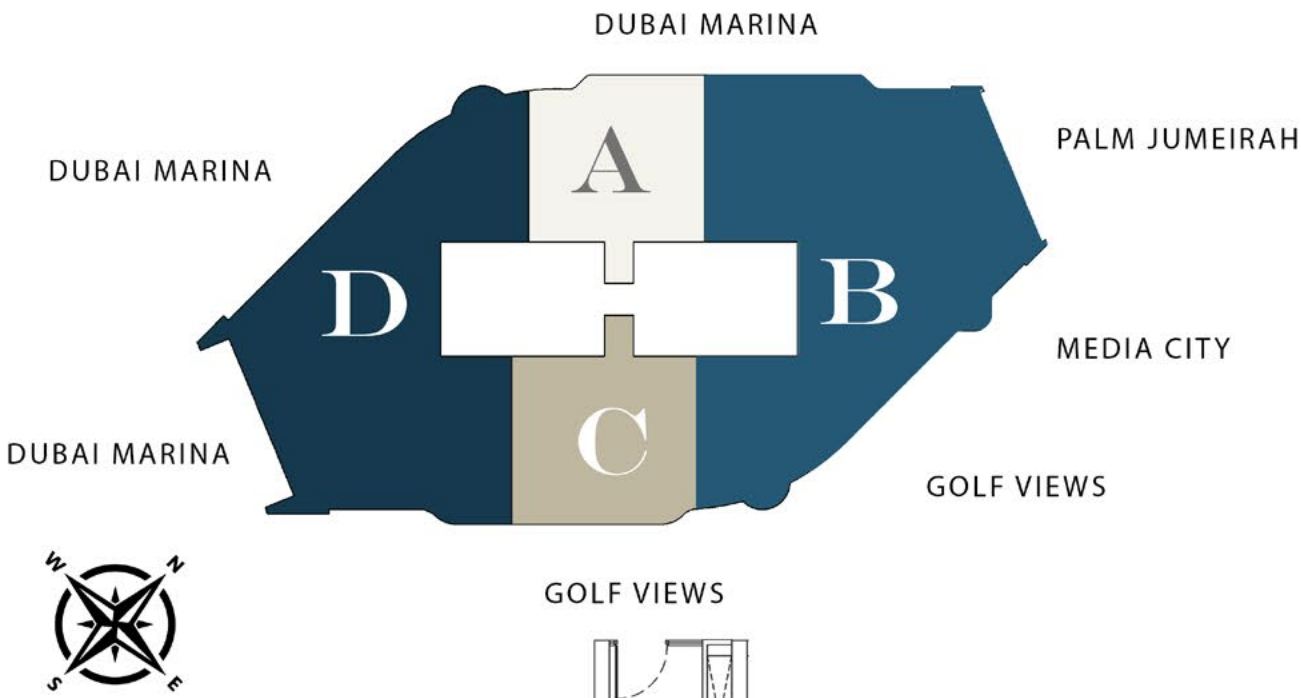 DUBAI MARINA
PALM JUMEIRAH
DUBAI MARINA
A
D
B
MEDIA CITY
C
DUBAI MARINA
GOLF VIEWS
GOLF VIEWS
W N
S E